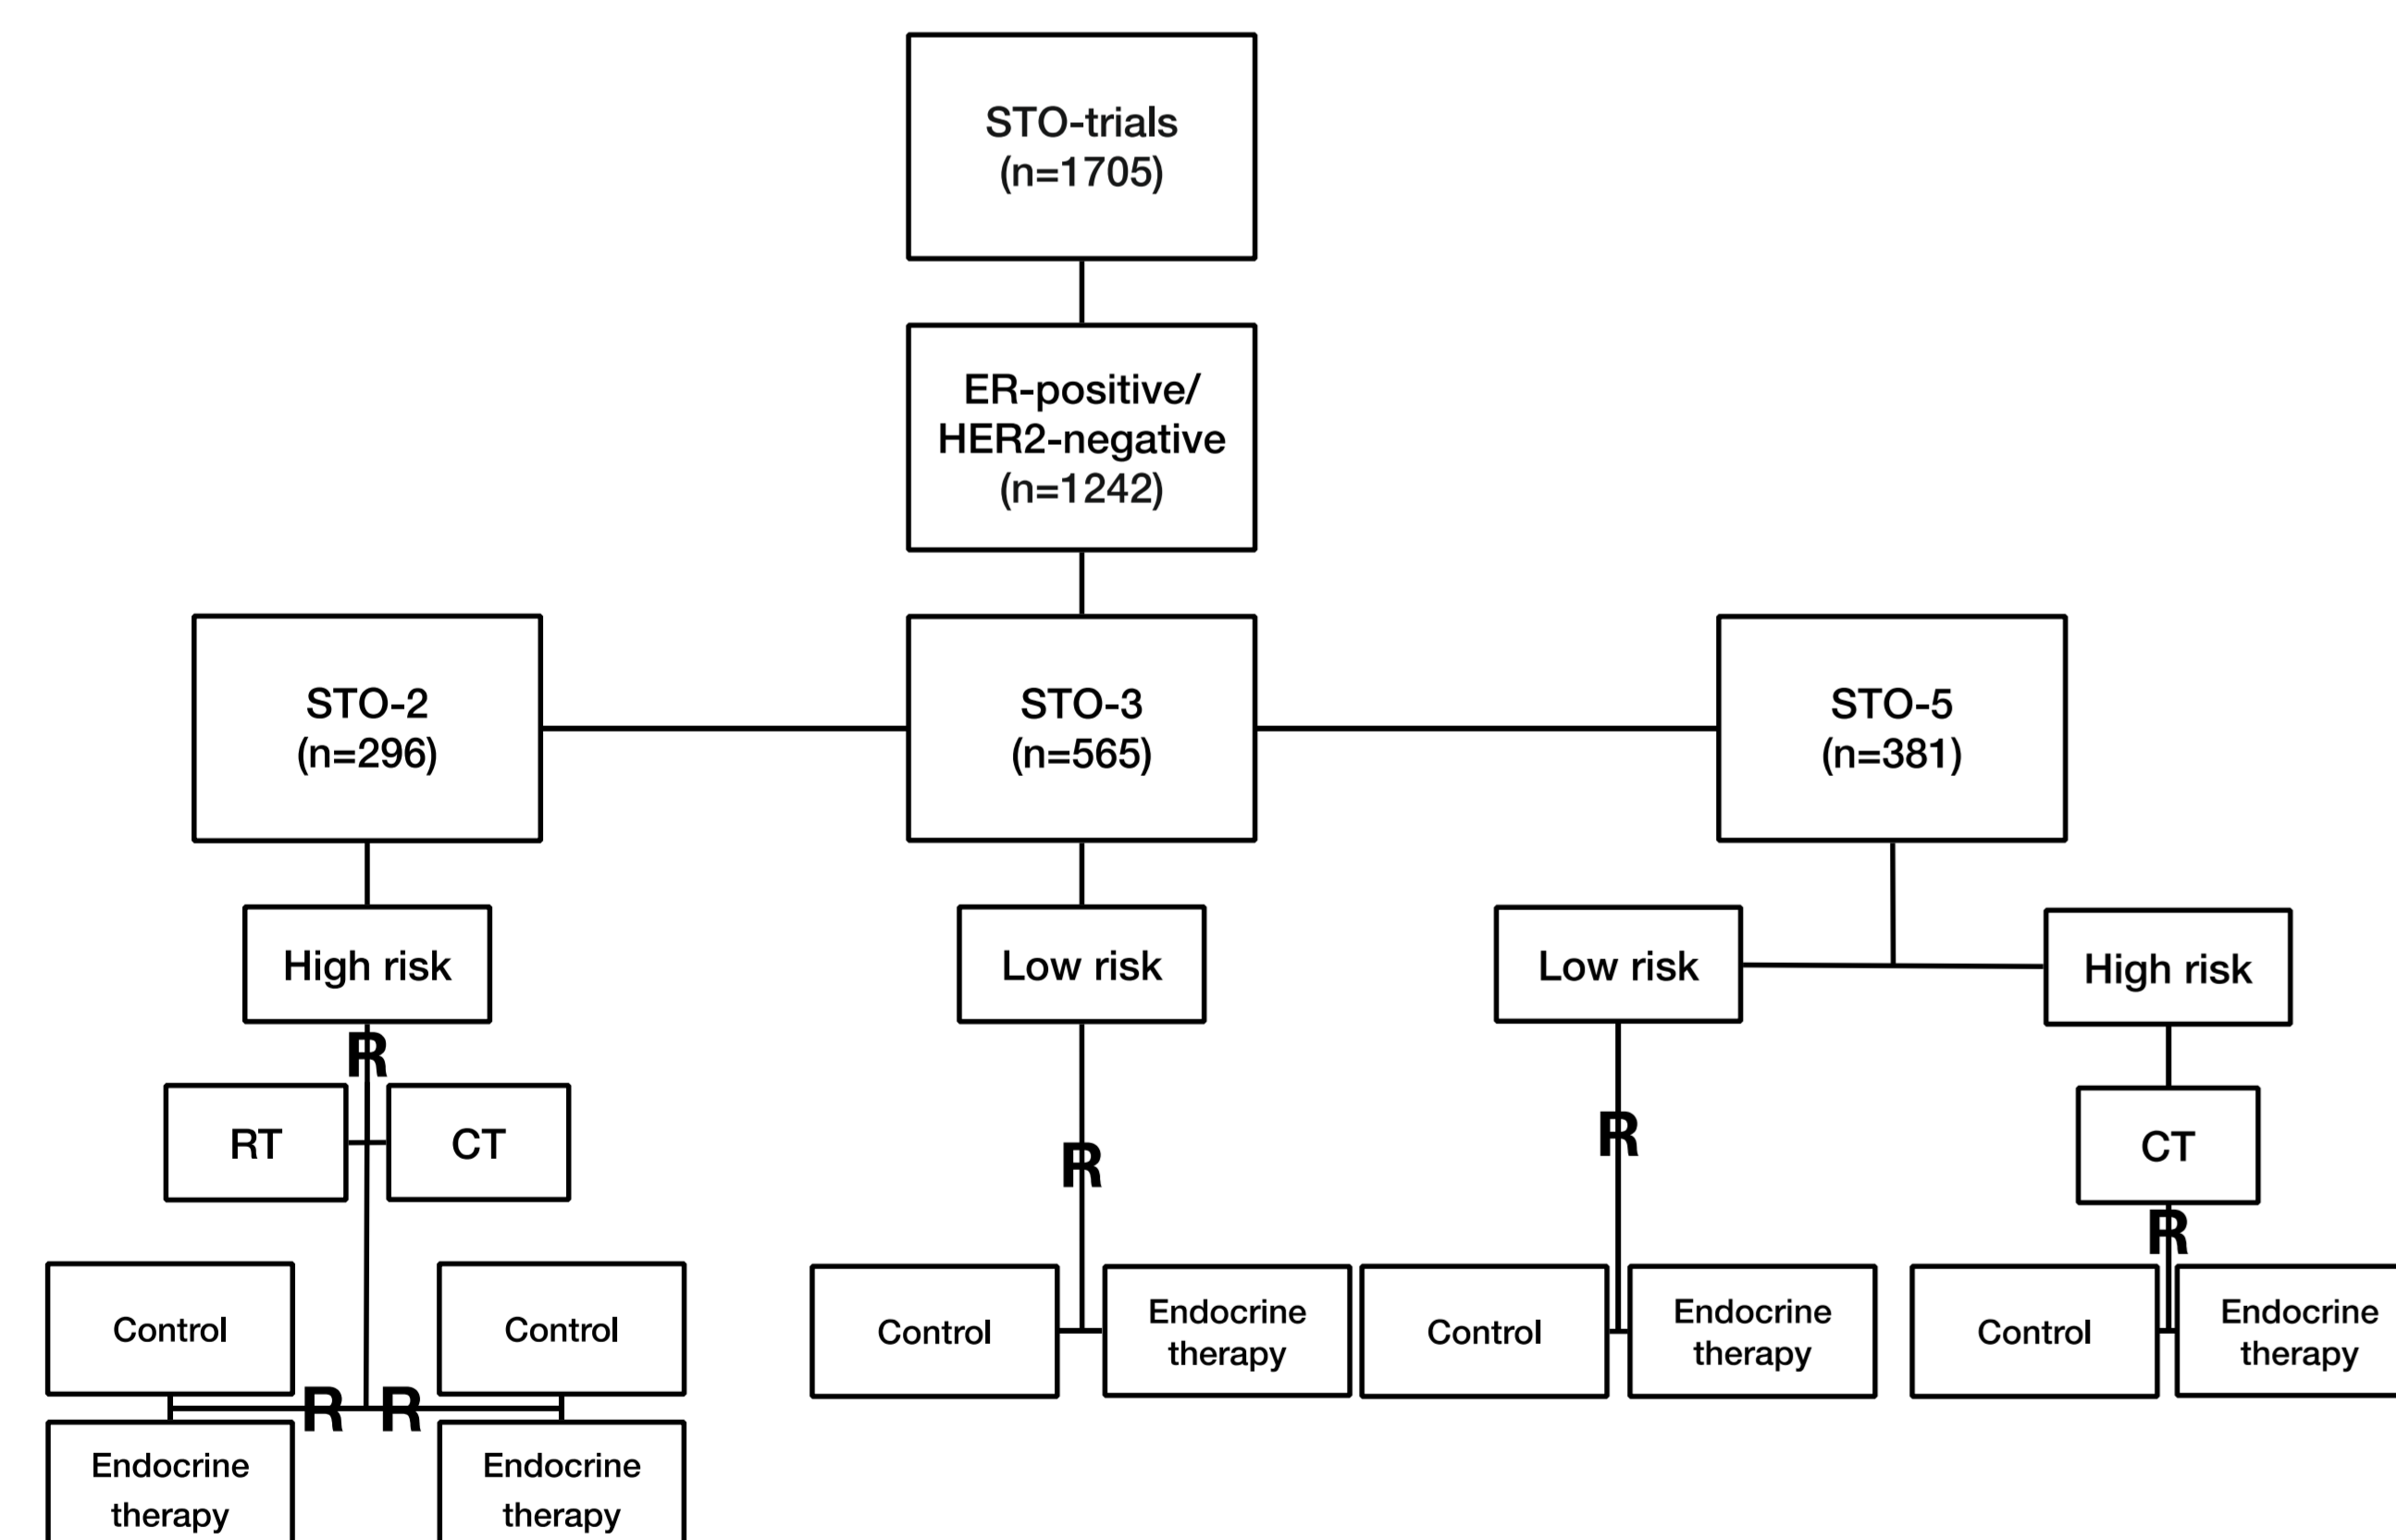 STO-trials
(n=1705)
ER-positive/
HER2-negative
(n=1242)
STO-2
(n=296)
STO-3
(n=565)
STO-5
(n=381)
High risk
Low risk
Low risk
High risk
R
RT
CT
R
R
CT
R
Control
Control
Control
Endocrine
therapy
Control
Endocrine
therapy
Control
Endocrine
therapy
R
R
Endocrine
therapy
Endocrine
therapy